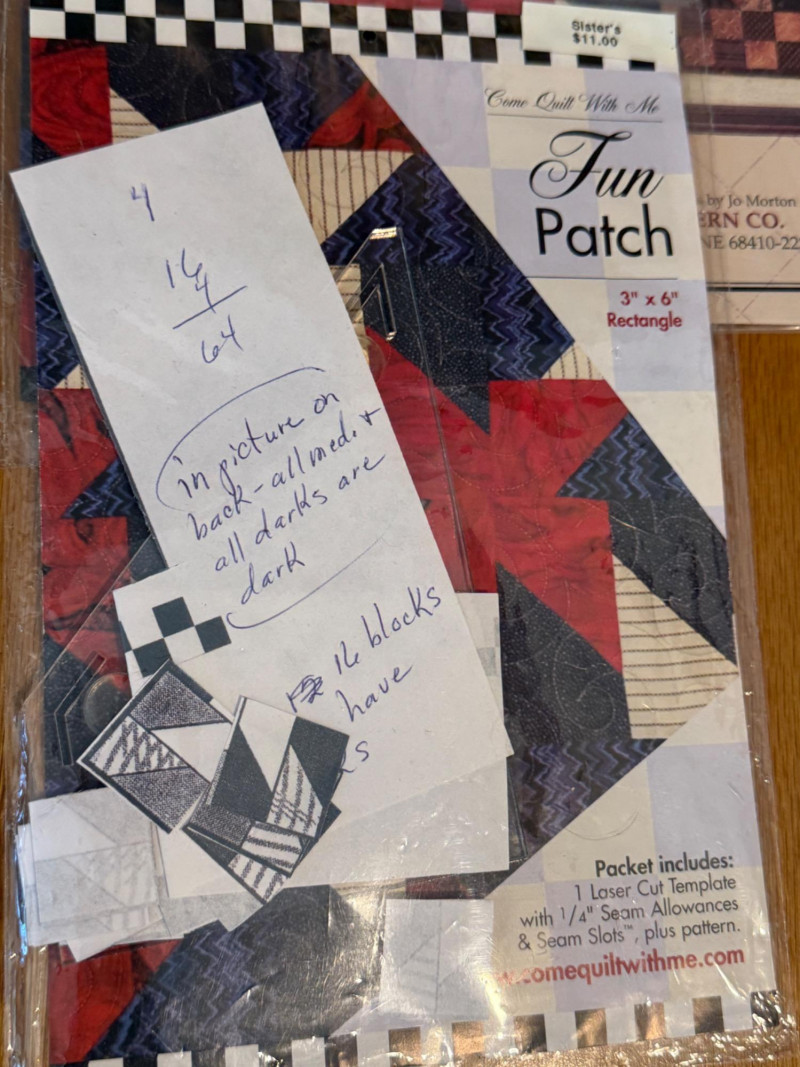 Sister's
$11.00
Come Quilt With Me
Fun
Patch
3" x 6"
Rectangle
by Jo Morton
ERN CO.
NE 68410-22
4
16
4
64
in picture on
back - all med. +
all darks are
dark
16 blocks
have
Packet includes:
1 Laser Cut Template
with 1/4" Seam Allowances
& Seam Slots™, plus pattern.
comequiltwithme.com